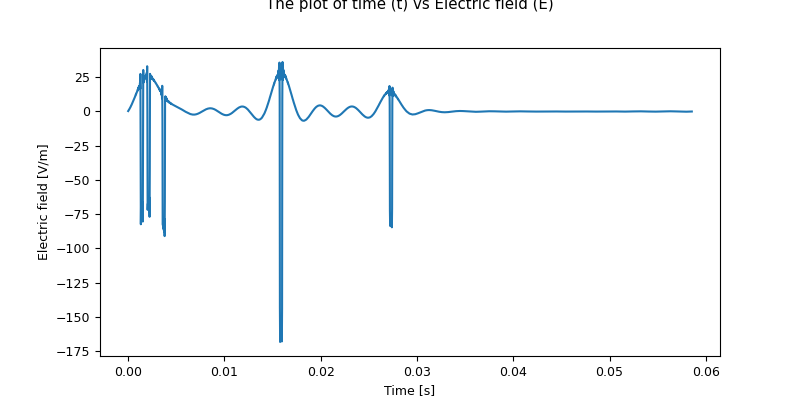 The plot of time (t) vs Electric field (E)
25
0
−25
−50
−75
−100
−125
−150
−175
Electric field [V/m]
0.00 0.01 0.02 0.03 0.04 0.05 0.06
Time [s]